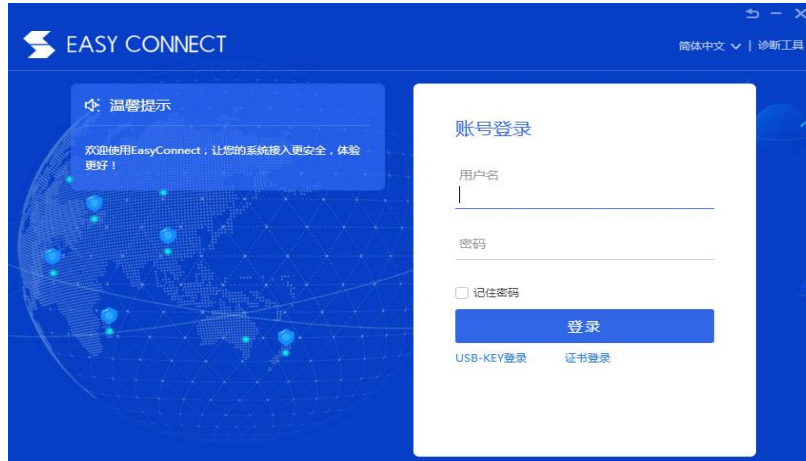 EASY CONNECT
简体中文 | 诊断工具
温馨提示
欢迎使用EasyConnect，让您的系统接入更安全，体验
更好！
账号登录
用户名
密码
记住密码
登录
USB-KEY登录 证书登录